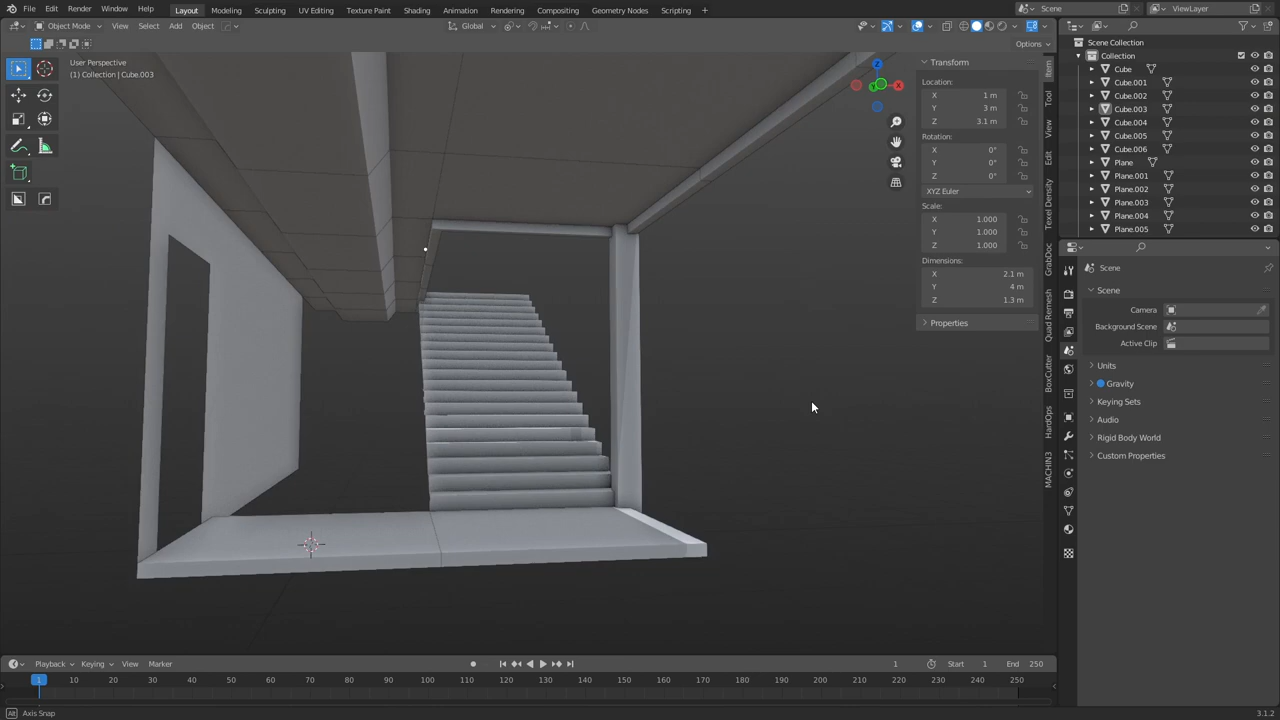 File Edit Render Window Help Layout Modeling Sculpting UV Editing Texture Paint Shading Animation Rendering Compositing Geometry Nodes Scripting + Scene ViewLayer
Object Mode View Select Add Object Global
Options
User Perspective
(1) Collection | Cube.003
Z
X
Y
Transform
Location:
X 1 m
Y 3 m
Z 3.1 m
Rotation:
X 0°
Y 0°
Z 0°
XYZ Euler
Scale:
X 1.000
Y 1.000
Z 1.000
Dimensions:
X 2.1 m
Y 4 m
Z 1.3 m
Properties
Item
Tool
View
Edit
Texel Density
GrabDoc
Quad Remesh
BoxCutter
HardOps
MACHIN3
Scene Collection
Collection
Cube
Cube.001
Cube.002
Cube.003
Cube.004
Cube.005
Cube.006
Plane
Plane.001
Plane.002
Plane.003
Plane.004
Plane.005
Scene
Scene
Camera
Background Scene
Active Clip
Units
Gravity
Keying Sets
Audio
Rigid Body World
Custom Properties
Playback Keying View Marker 1 Start 1 End 250
1 10 20 30 40 50 60 70 80 90 100 110 120 130 140 150 160 170 180 190 200 210 220 230 240 250
Alt Axis Snap 3.1.2